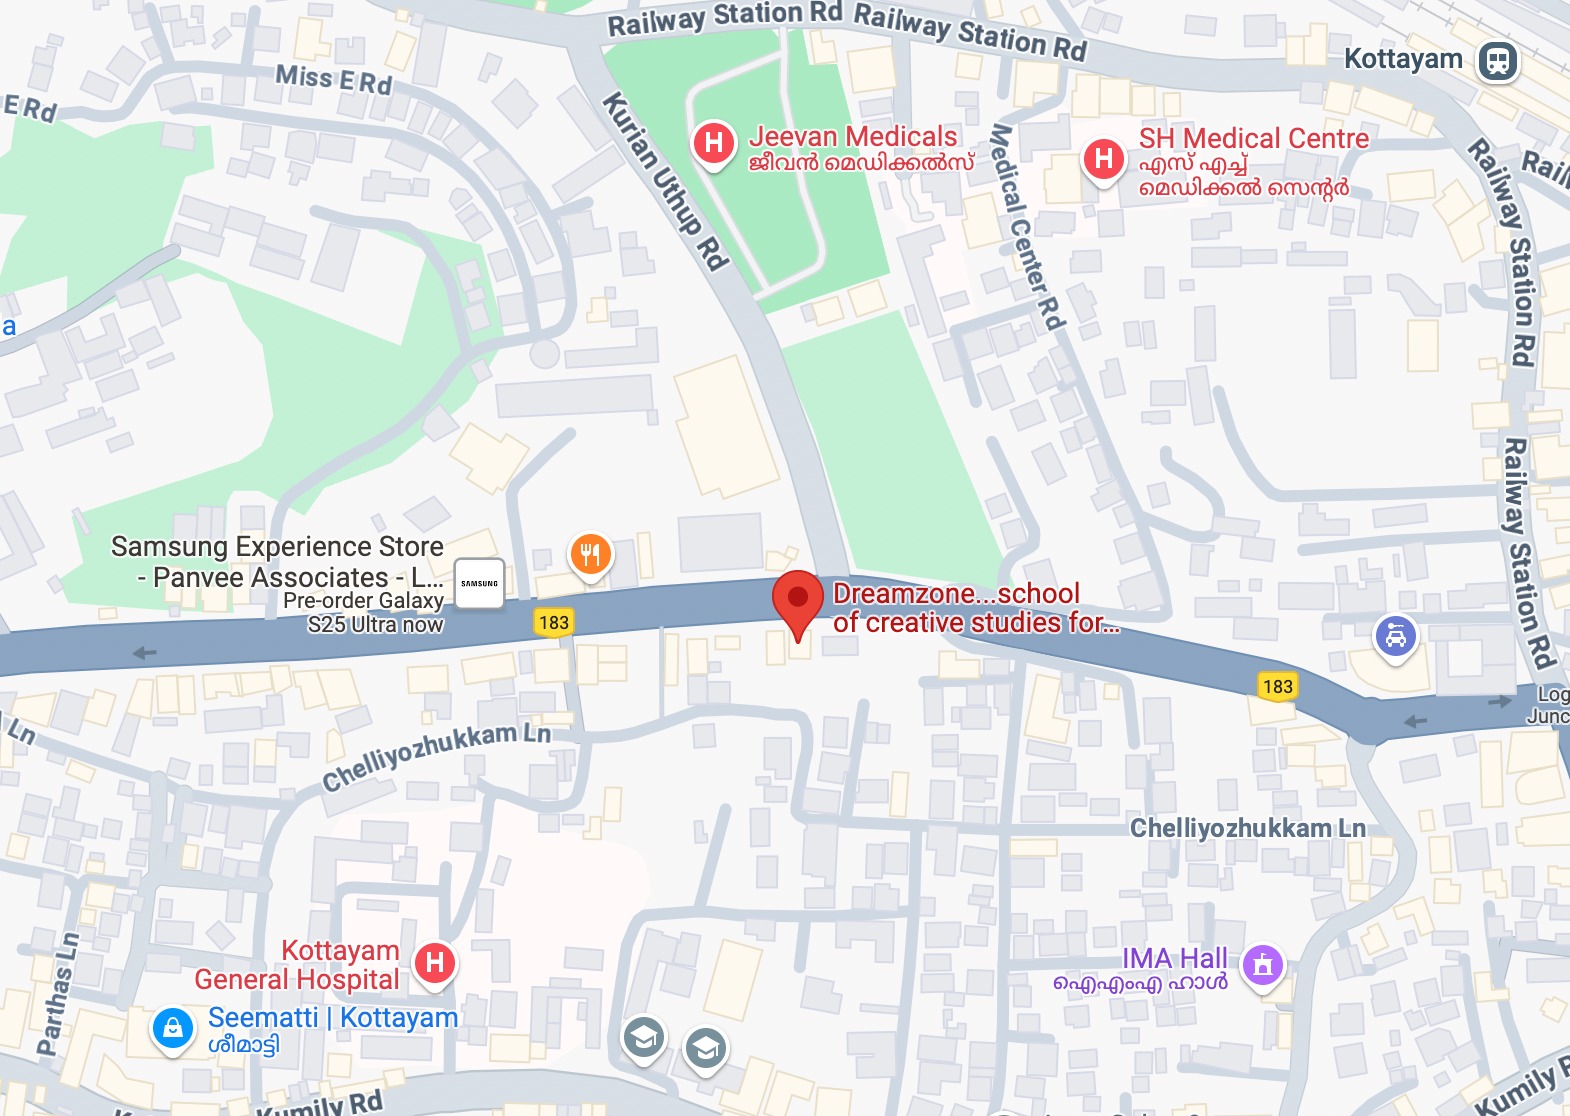 Railway Station Rd
Railway Station Rd
Kottayam
Miss E Rd
E Rd
Kurian Uthup Rd
Jeevan Medicals
ജീവൻ മെഡിക്കൽസ്
Medical Center Rd
SH Medical Centre
എസ് എച്ച്
മെഡിക്കൽ സെന്റർ
Railway Station Rd
Rail
a
Railway Station Rd
Samsung Experience Store
- Panvee Associates - L...
Pre-order Galaxy
S25 Ultra now
SAMSUNG
183
Dreamzone...school
of creative studies for...
183
Log
Junc
Ln
Chelliyozhukkam Ln
Chelliyozhukkam Ln
Parthas Ln
Kottayam
General Hospital
IMA Hall
ഐഎംഎ ഹാൾ
Seematti | Kottayam
ശീമാട്ടി
Kumily Rd
Kumily R